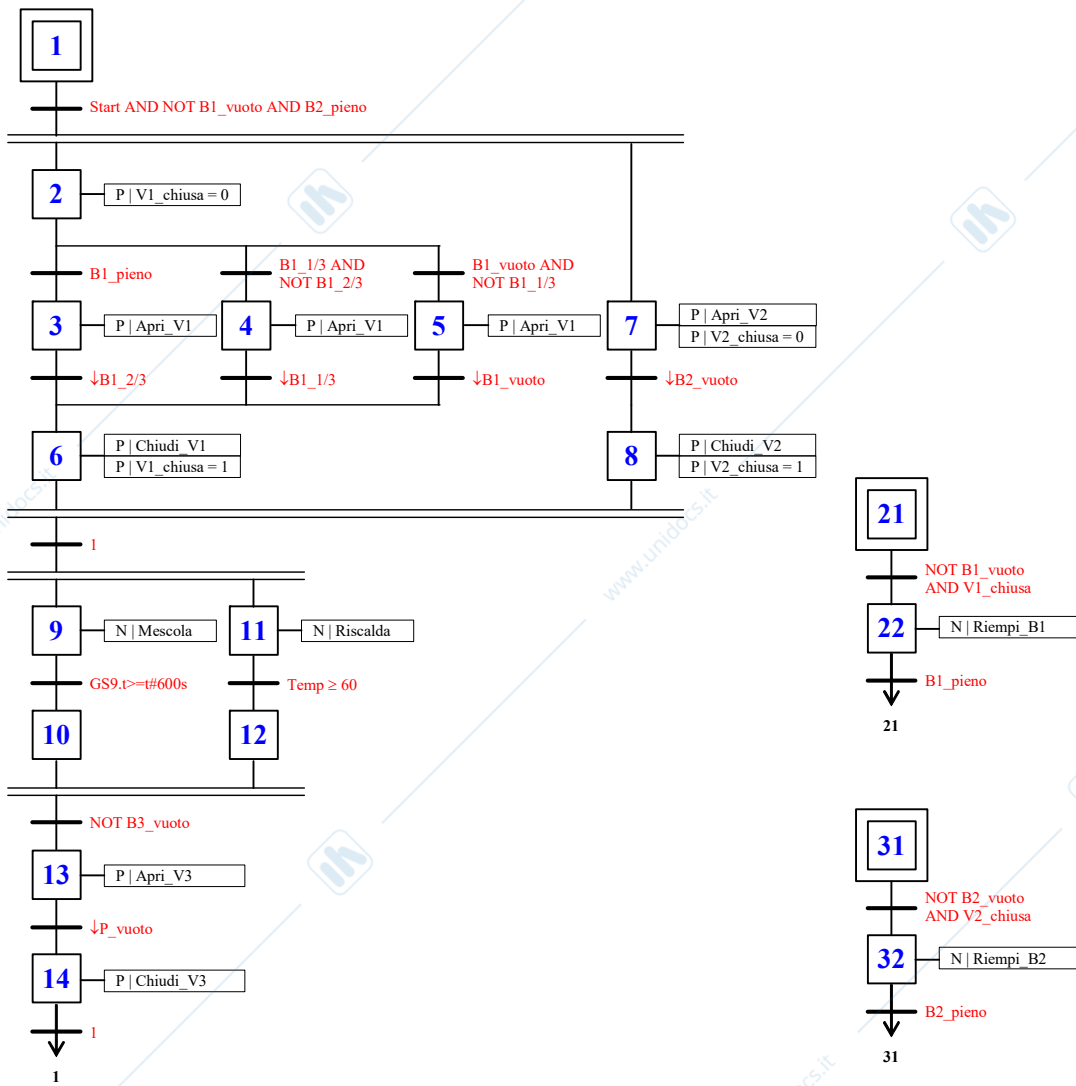 1
Start AND NOT B1_vuoto AND B2_pieno
2
P | V1_chiusa = 0
B1_pieno
B1_1/3 AND
NOT B1_2/3
B1_vuoto AND
NOT B1_1/3
3
P | Apri_V1
4
P | Apri_V1
5
P | Apri_V1
7
P | Apri_V2
P | V2_chiusa = 0
↓B1_2/3
↓B1_1/3
↓B1_vuoto
↓B2_vuoto
6
P | Chiudi_V1
P | V1_chiusa = 1
8
P | Chiudi_V2
P | V2_chiusa = 1
1
9
N | Mescola
11
N | Riscalda
GS9.t>=t#600s
Temp ≥ 60
10
12
NOT B3_vuoto
13
P | Apri_V3
↓P_vuoto
14
P | Chiudi_V3
1
1
21
NOT B1_vuoto
AND V1_chiusa
22
N | Riempi_B1
B1_pieno
21
31
NOT B2_vuoto
AND V2_chiusa
32
N | Riempi_B2
B2_pieno
31
www.unidocs.it